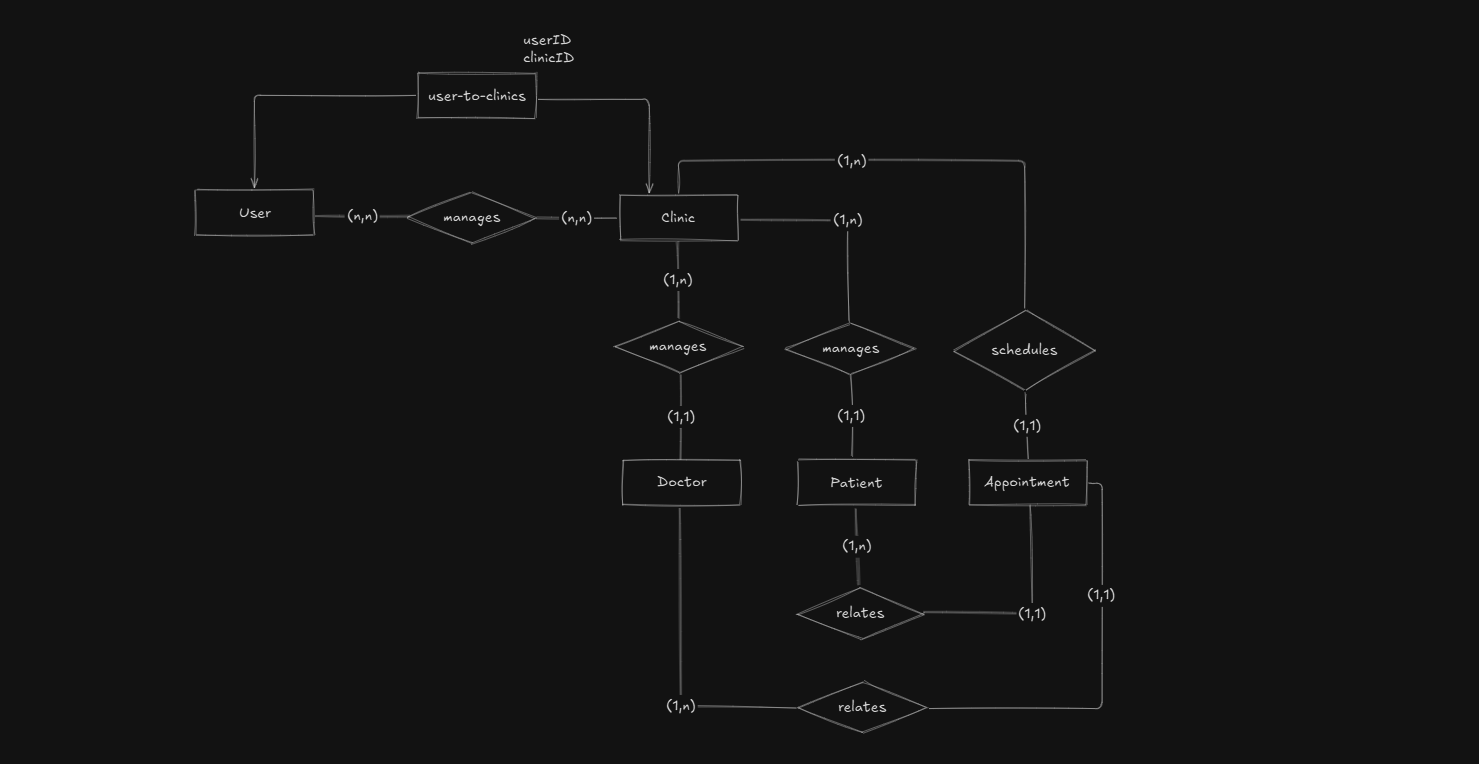 userID
clinicID
user-to-clinics
(1,n)
User
(n,n)
manages
(n,n)
Clinic
(1,n)
(1,n)
manages
manages
schedules
(1,1)
(1,1)
(1,1)
Doctor
Patient
Appointment
(1,n)
(1,1)
relates
(1,1)
(1,n)
relates